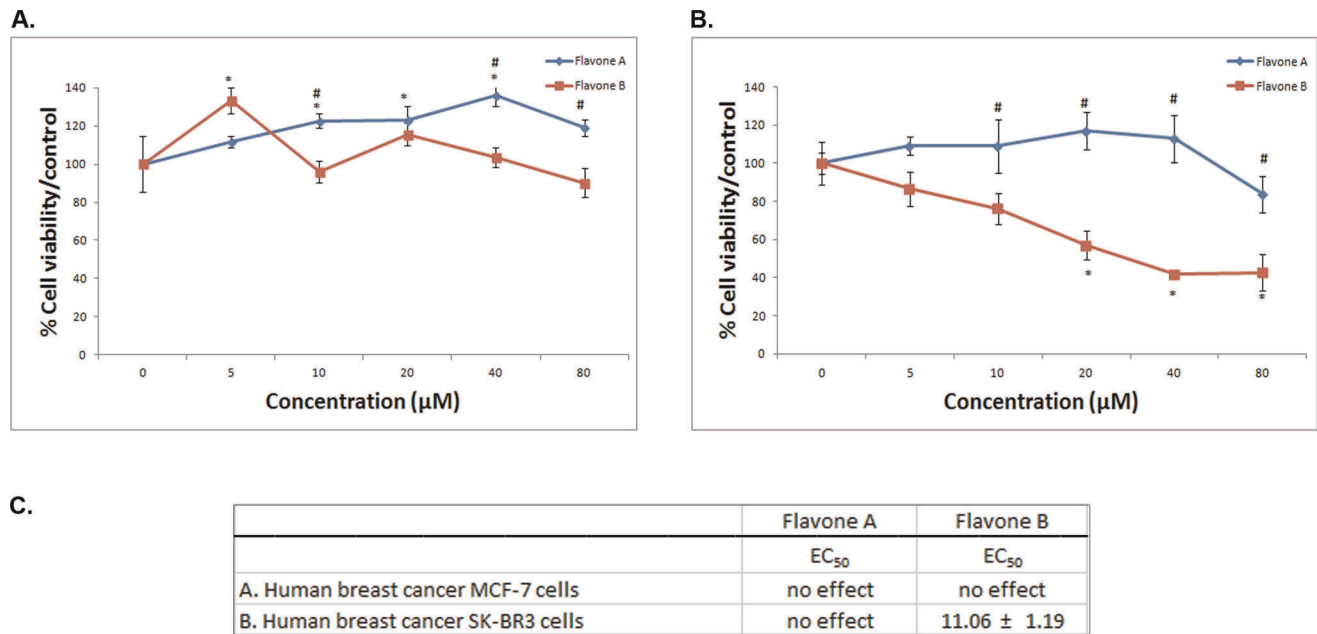 A.
Flavone A
Flavone B
% Cell viability/control
140
120
100
80
60
40
20
0
*
#
*
*
#
*
#
0 5 10 20 40 80
Concentration (µM)
B.
Flavone A
Flavone B
% Cell viability/control
140
120
100
80
60
40
20
0
#
#
#
#
*
*
*
0 5 10 20 40 80
Concentration (µM)
C.
Flavone A Flavone B
EC50 EC50
A. Human breast cancer MCF-7 cells no effect no effect
B. Human breast cancer SK-BR3 cells no effect 11.06 ± 1.19